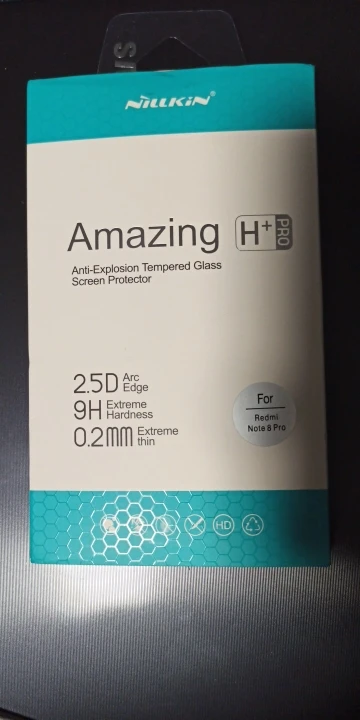 NILLKIN®
Amazing H+ PRO
Anti-Explosion Tempered Glass
Screen Protector
2.5D Arc
Edge
9H Extreme
Hardness
0.2mm Extreme
thin
For
Redmi
Note 8 Pro
HD